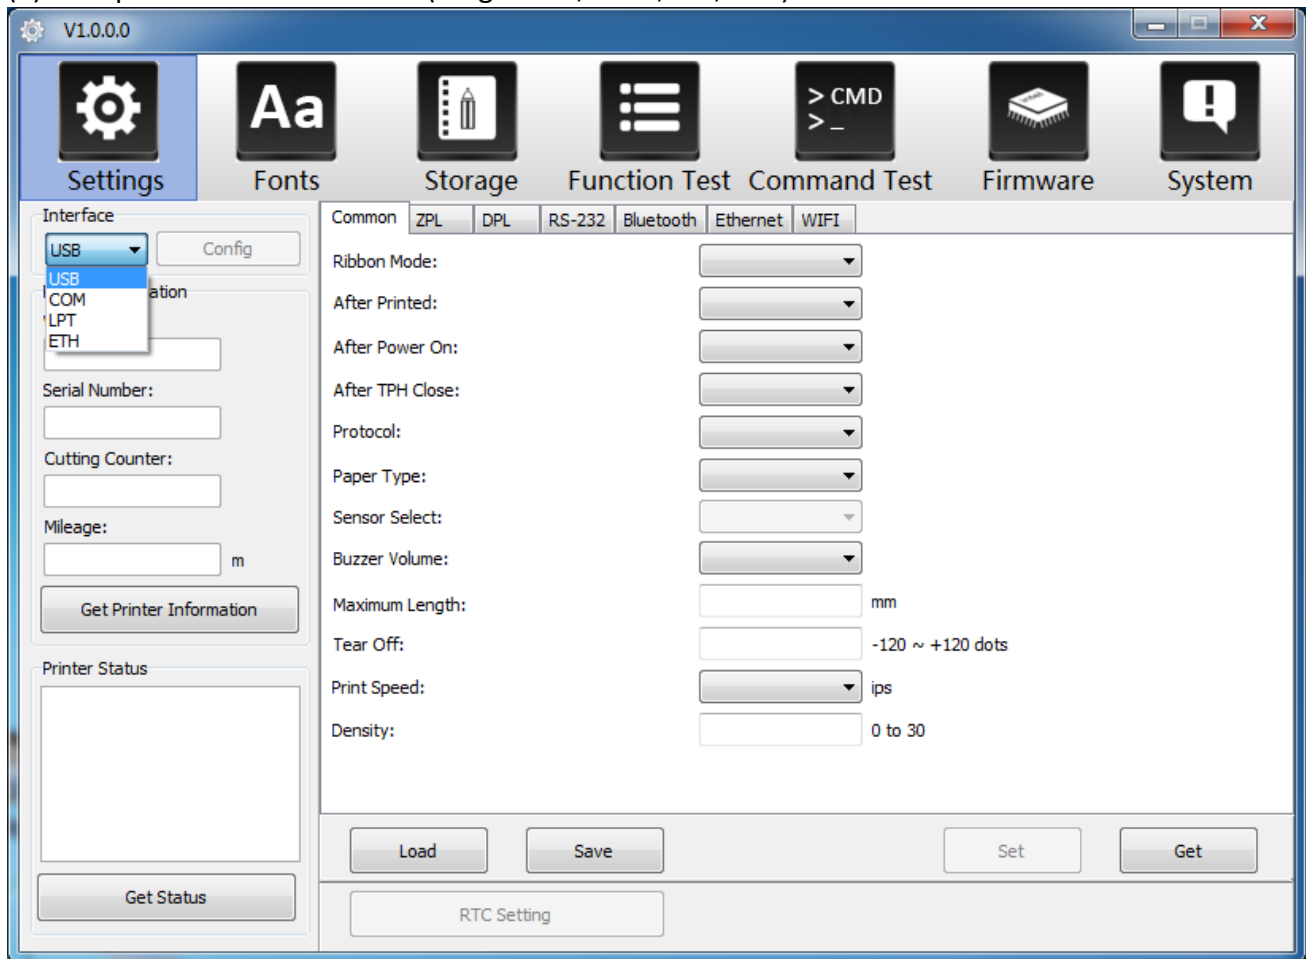 V1.0.0.0
Aa
> CMD
> _
Settings
Fonts
Storage
Function Test
Command Test
Firmware
System
Interface
USB
Config
USB
COM
LPT
ETH
ation
Serial Number:
Cutting Counter:
Mileage:
m
Get Printer Information
Printer Status
Get Status
Common
ZPL
DPL
RS-232
Bluetooth
Ethernet
WIFI
Ribbon Mode:
After Printed:
After Power On:
After TPH Close:
Protocol:
Paper Type:
Sensor Select:
Buzzer Volume:
Maximum Length:
mm
Tear Off:
-120 ~ +120 dots
Print Speed:
ips
Density:
0 to 30
Load
Save
Set
Get
RTC Setting